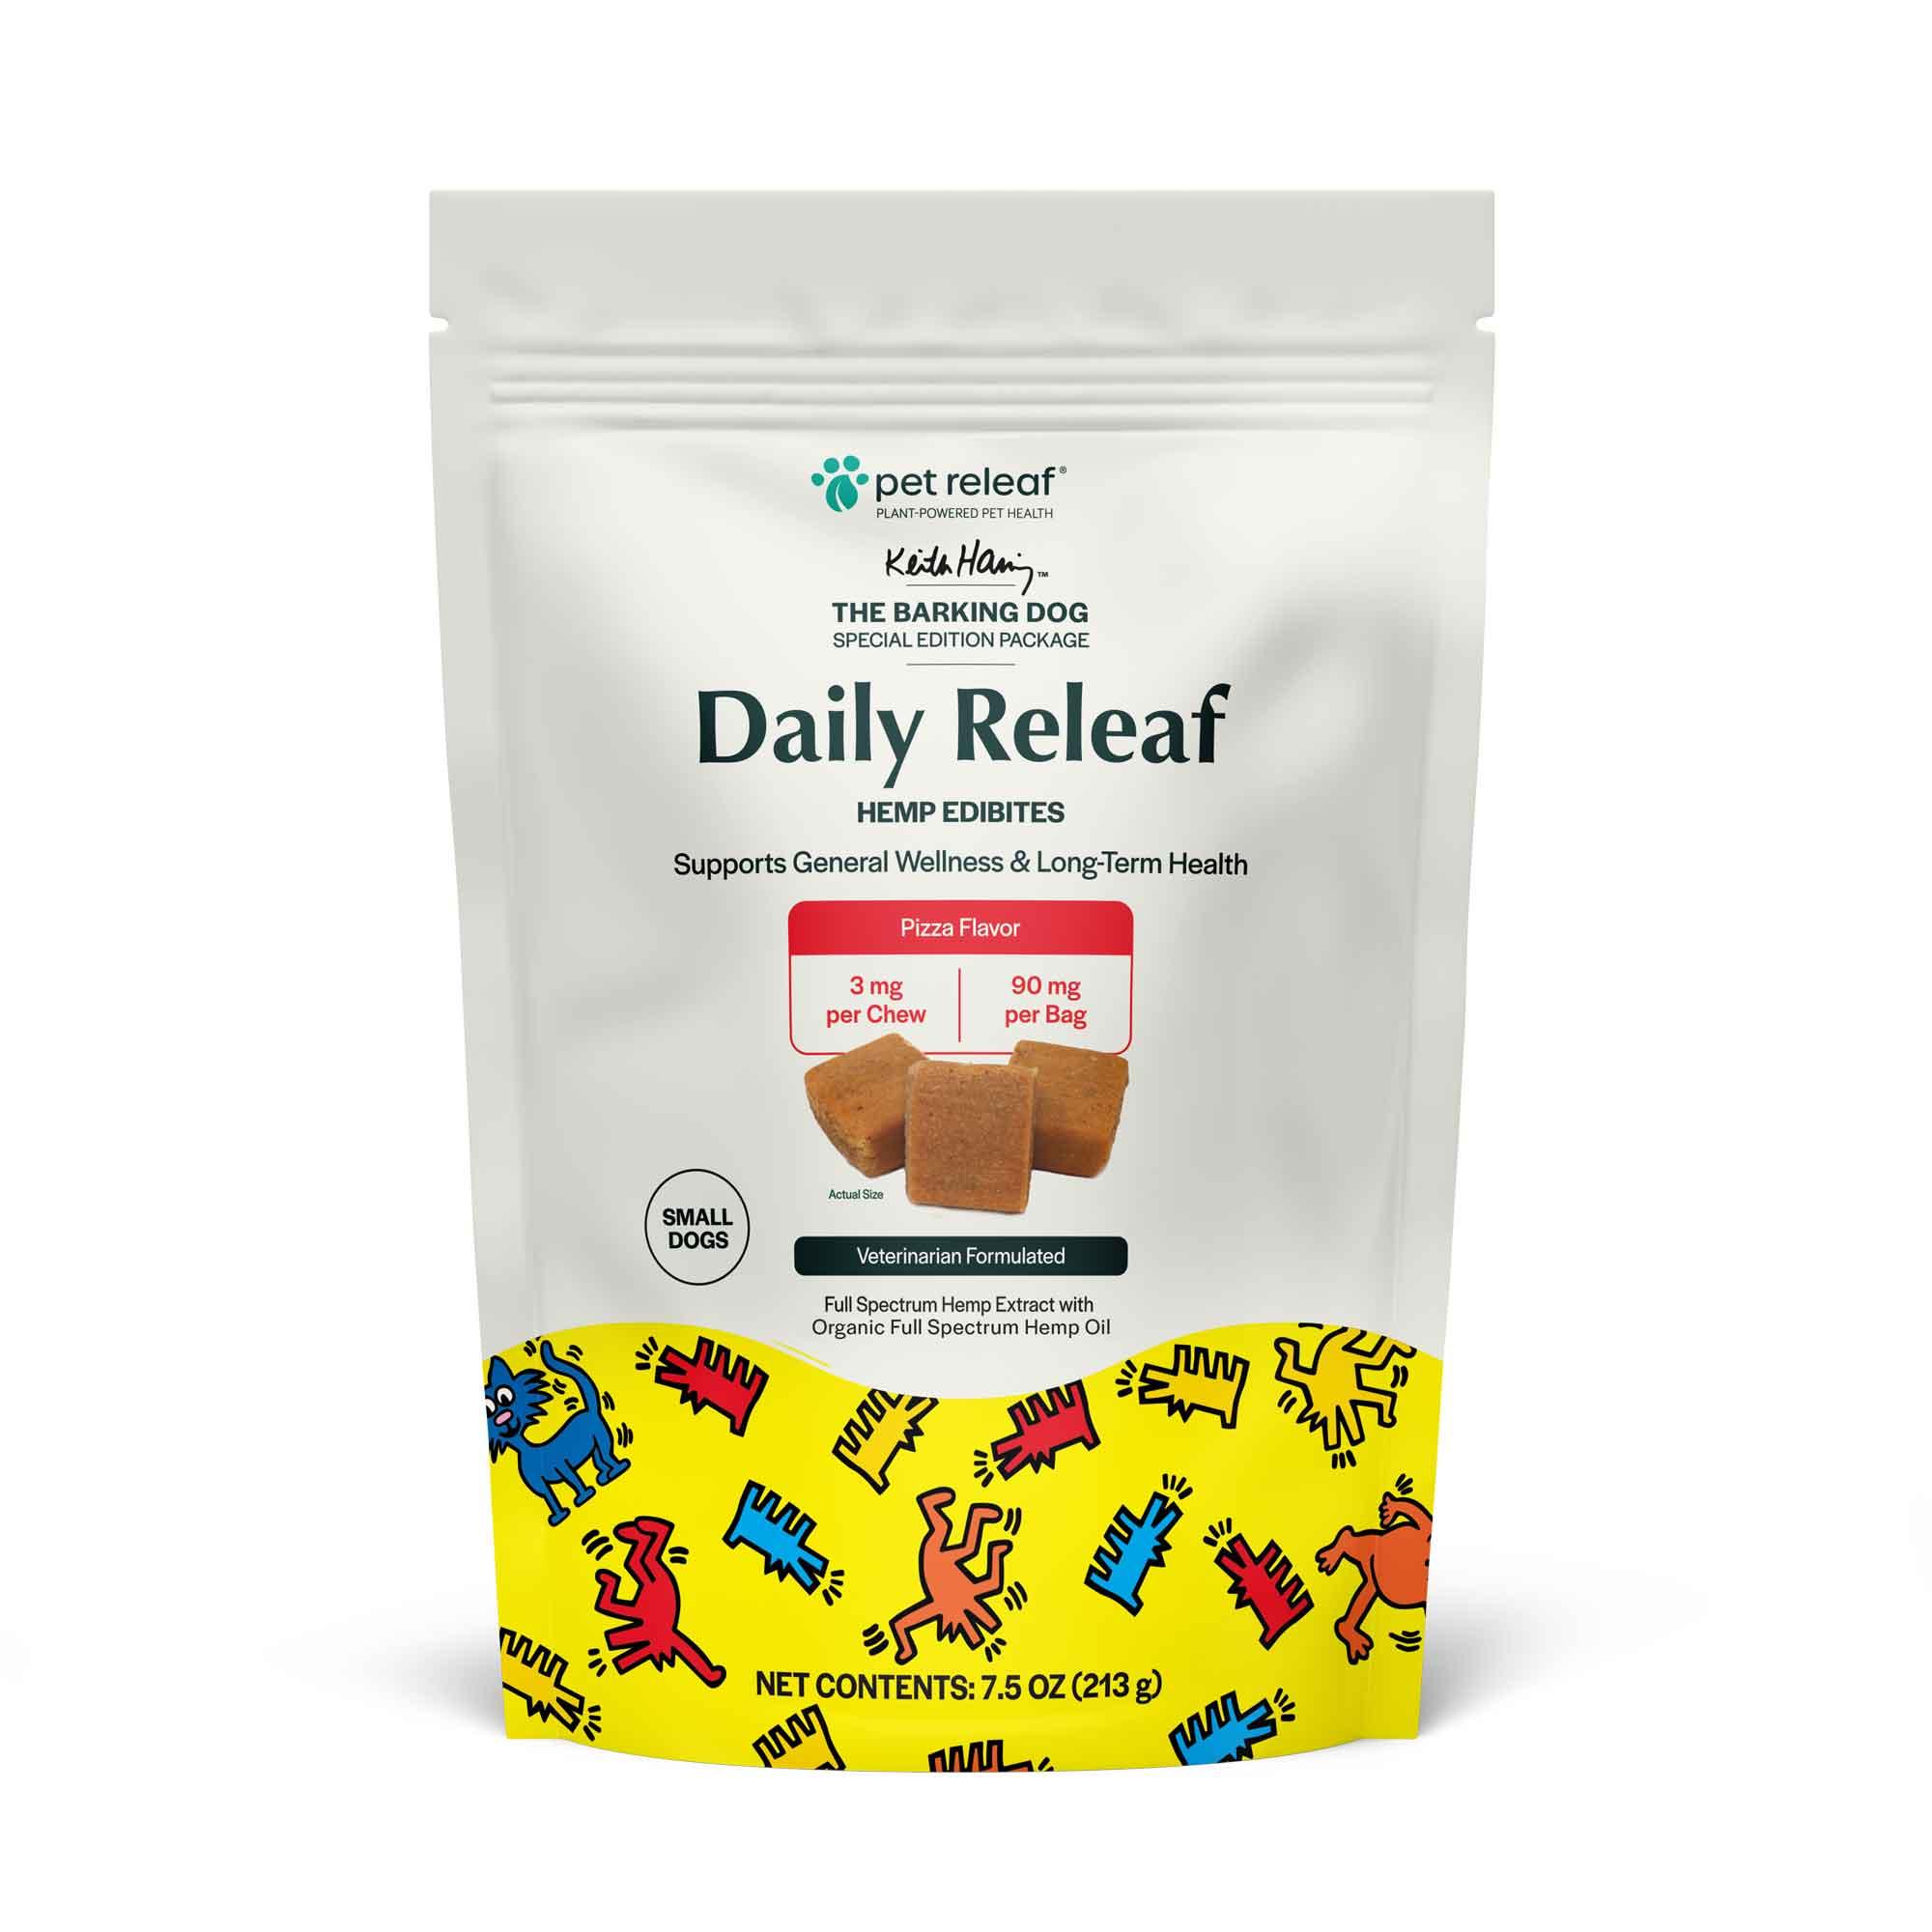 pet releaf®
PLANT-POWERED PET HEALTH
Keith Haring™
THE BARKING DOG
SPECIAL EDITION PACKAGE
Daily Releaf
HEMP EDIBITES
Supports General Wellness & Long-Term Health
Pizza Flavor
3 mg
per Chew
90 mg
per Bag
Actual Size
SMALL
DOGS
Veterinarian Formulated
Full Spectrum Hemp Extract with
Organic Full Spectrum Hemp Oil
NET CONTENTS: 7.5 OZ (213 g)